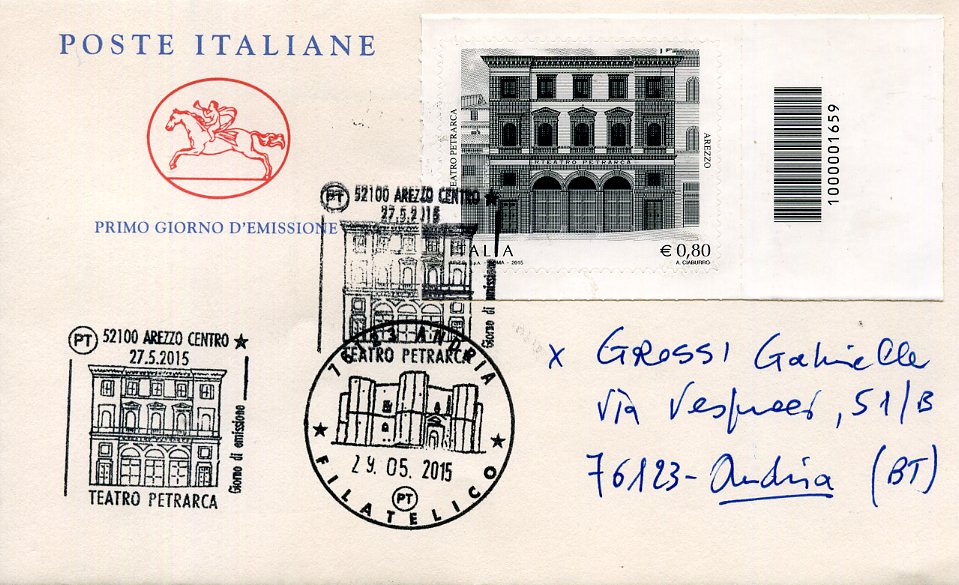 POSTE ITALIANE
PRIMO GIORNO D'EMISSIONE
TEATRO PETRARCA
AREZZO
TEATRO PETRARCA
ITALIA
€ 0,80
ROMA - 2015
A. CIABURRO
1000001659
PT 52100 AREZZO CENTRO ★
27.5.2015
Giorno di emissione
TEATRO PETRARCA
PT 52100 AREZZO CENTRO ★
27.5.2015
Giorno di emissione
TEATRO PETRARCA
76123 ANDRIA
29.05.2015
PT
★ FILATELICO ★
x GROSSI Gabriella
Via Vespucci, 51/B
76123 - Andria (BT)